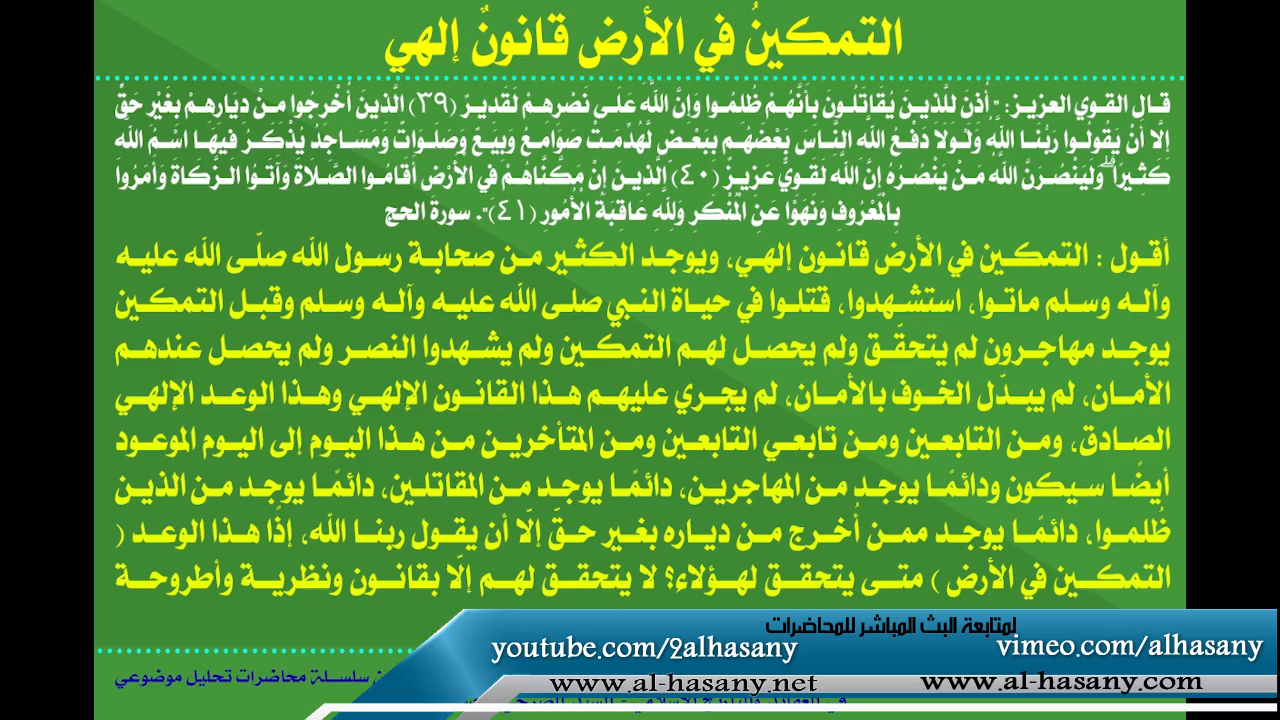 التمكينُ في الأرض قانونٌ إلهي
قال القوي العزيز: "أُذِنَ لِلَّذِينَ يُقَاتَلُونَ بِأَنَّهُمْ ظُلِمُوا وَإِنَّ اللَّهَ عَلَى نَصْرِهِمْ لَقَدِيرٌ (٣٩) الَّذِينَ أُخْرِجُوا مِنْ دِيَارِهِمْ بِغَيْرِ حَقٍّ
إِلَّا أَنْ يَقُولُوا رَبُّنَا اللَّهُ وَلَوْلَا دَفْعُ اللَّهِ النَّاسَ بَعْضَهُم بِبَعْضٍ لَّهُدِّمَتْ صَوَامِعُ وَبِيَعٌ وَصَلَوَاتٌ وَمَسَاجِدُ يُذْكَرُ فِيهَا اسْمُ اللَّهِ
كَثِيرًا ۗ وَلَيَنْصُرَنَّ اللَّهُ مَنْ يَنْصُرُهُ إِنَّ اللَّهَ لَقَوِيٌّ عَزِيزٌ (٤٠) الَّذِينَ إِنْ مَكَّنَّاهُمْ فِي الْأَرْضِ أَقَامُوا الصَّلَاةَ وَآتَوُا الزَّكَاةَ وَأَمَرُوا
بِالْمَعْرُوفِ وَنَهَوْا عَنِ الْمُنْكَرِ وَلِلَّهِ عَاقِبَةُ الْأُمُورِ (٤١)". سورة الحج
أقول : التمكين في الأرض قانون إلهي، ويوجد الكثير من صحابة رسول الله صلّى الله عليه
وآله وسلم ماتوا، استشهدوا، قتلوا في حياة النبي صلى الله عليه وآله وسلم وقبل التمكين
يوجد مهاجرون لم يتحقّق ولم يحصل لهم التمكين ولم يشهدوا النصر ولم يحصل عندهم
الأمان، لم يبدّل الخوف بالأمان، لم يجري عليهم هذا القانون الإلهي وهذا الوعد الإلهي
الصادق، ومن التابعين ومن تابعي التابعين ومن المتأخرين من هذا اليوم إلى اليوم الموعود
أيضًا سيكون ودائمًا يوجد من المهاجرين، دائمًا يوجد من المقاتلين، دائمًا يوجد من الذين
ظُلموا، دائمًا يوجد ممن أُخرج من دياره بغير حقّ إلّا أن يقول ربنا الله، إذًا هذا الوعد (
التمكين في الأرض ) متى يتحقق لهؤلاء؟ لا يتحقق لهم إلّا بقانون ونظرية وأطروحة
لمتابعة البث المباشر للمحاضرات
youtube.com/2alhasany vimeo.com/alhasany
سلسلة محاضرات تحليل موضوعي
www.al-hasany.net www.al-hasany.com